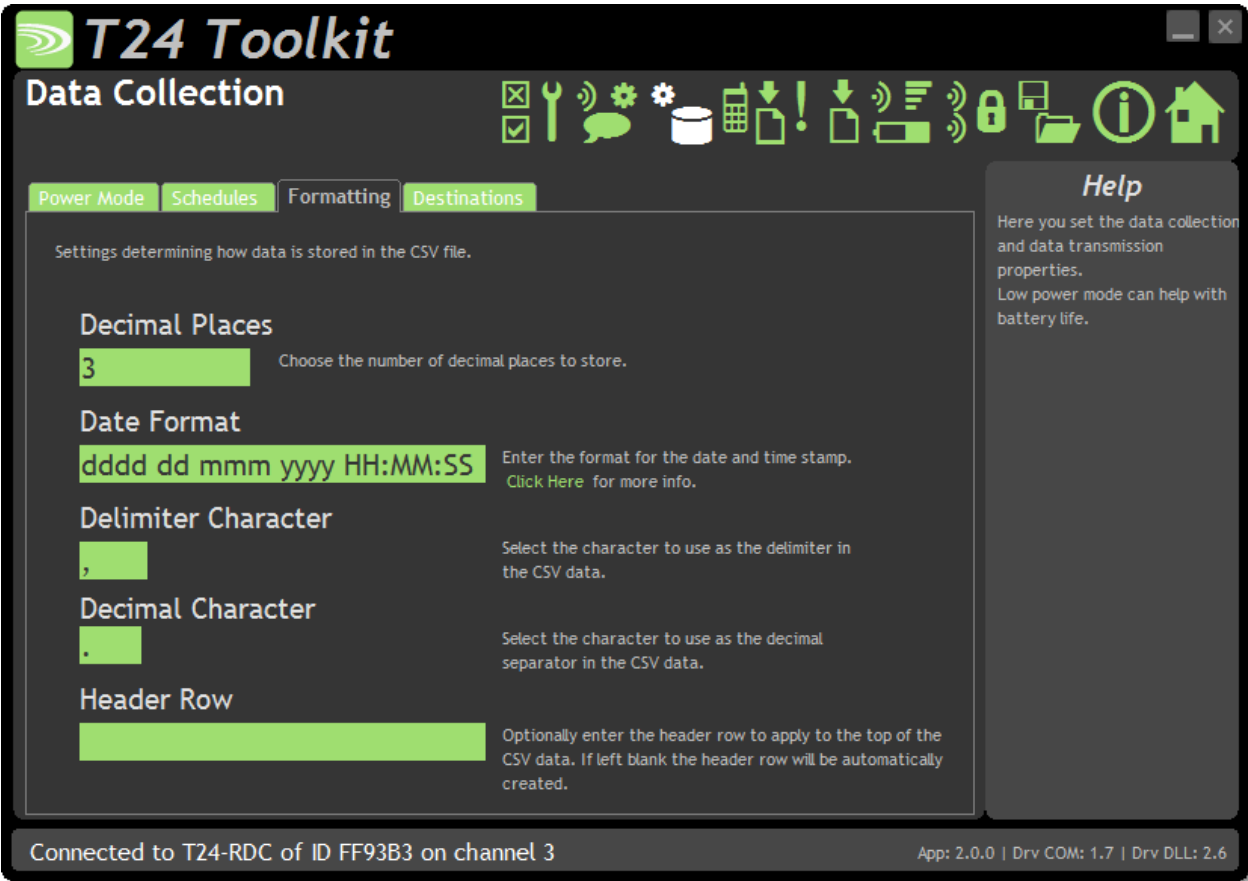 T24 Toolkit
Data Collection
Power Mode
Schedules
Formatting
Destinations
Settings determining how data is stored in the CSV file.
Decimal Places
3
Choose the number of decimal places to store.
Date Format
dddd dd mmm yyyy HH:MM:SS
Enter the format for the date and time stamp.
Click Here for more info.
Delimiter Character
,
Select the character to use as the delimiter in
the CSV data.
Decimal Character
.
Select the character to use as the decimal
separator in the CSV data.
Header Row
Optionally enter the header row to apply to the top of the
CSV data. If left blank the header row will be automatically
created.
Help
Here you set the data collection
and data transmission
properties.
Low power mode can help with
battery life.
Connected to T24-RDC of ID FF93B3 on channel 3
App: 2.0.0 | Drv COM: 1.7 | Drv DLL: 2.6